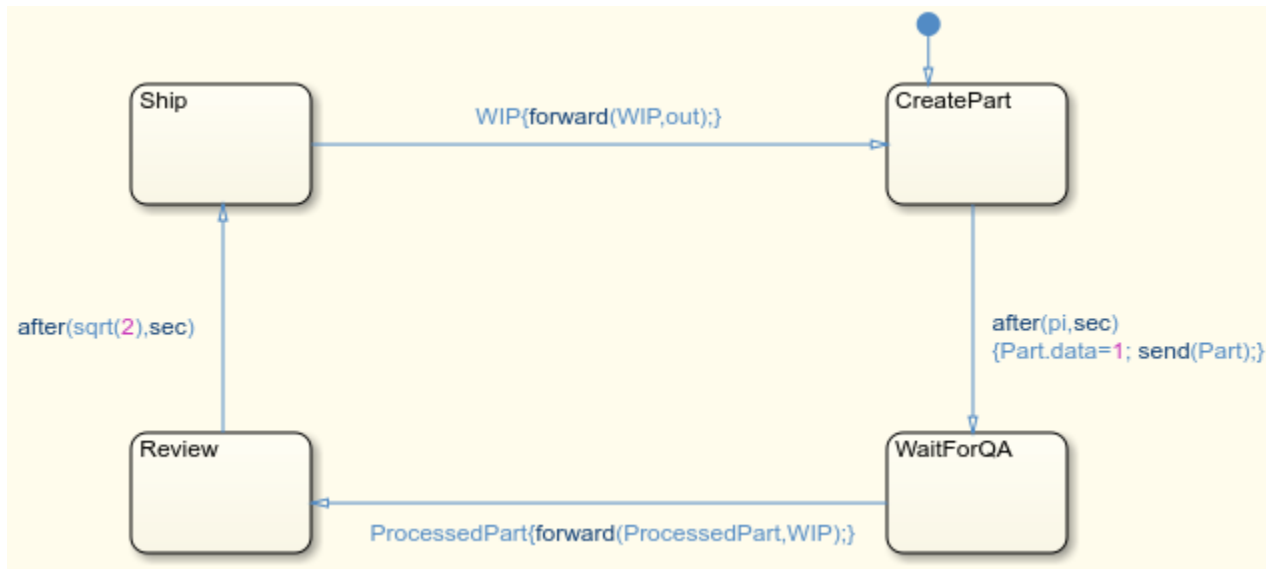 Ship
WIP{forward(WIP,out);}
CreatePart
after(sqrt(2),sec)
after(pi,sec)
{Part.data=1; send(Part);}
Review
ProcessedPart{forward(ProcessedPart,WIP);}
WaitForQA